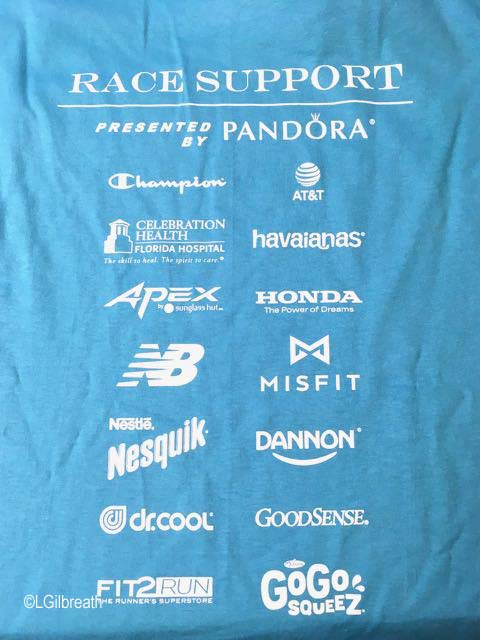 RACE SUPPORT
PRESENTED BY PANDÖRA®
Champion®
AT&T
CELEBRATION
HEALTH
FLORIDA HOSPITAL
The skill to heal. The spirit to care.®
havaianas®
APEX
by sunglass hut
HONDA
The Power of Dreams
NB
MISFIT
Nestlé®
Nesquik®
DANNON®
dr.cool
GOODSENSE®
FIT2RUN
THE RUNNER'S SUPERSTORE
GOGO
SQUEEZ®
©LGilbreath